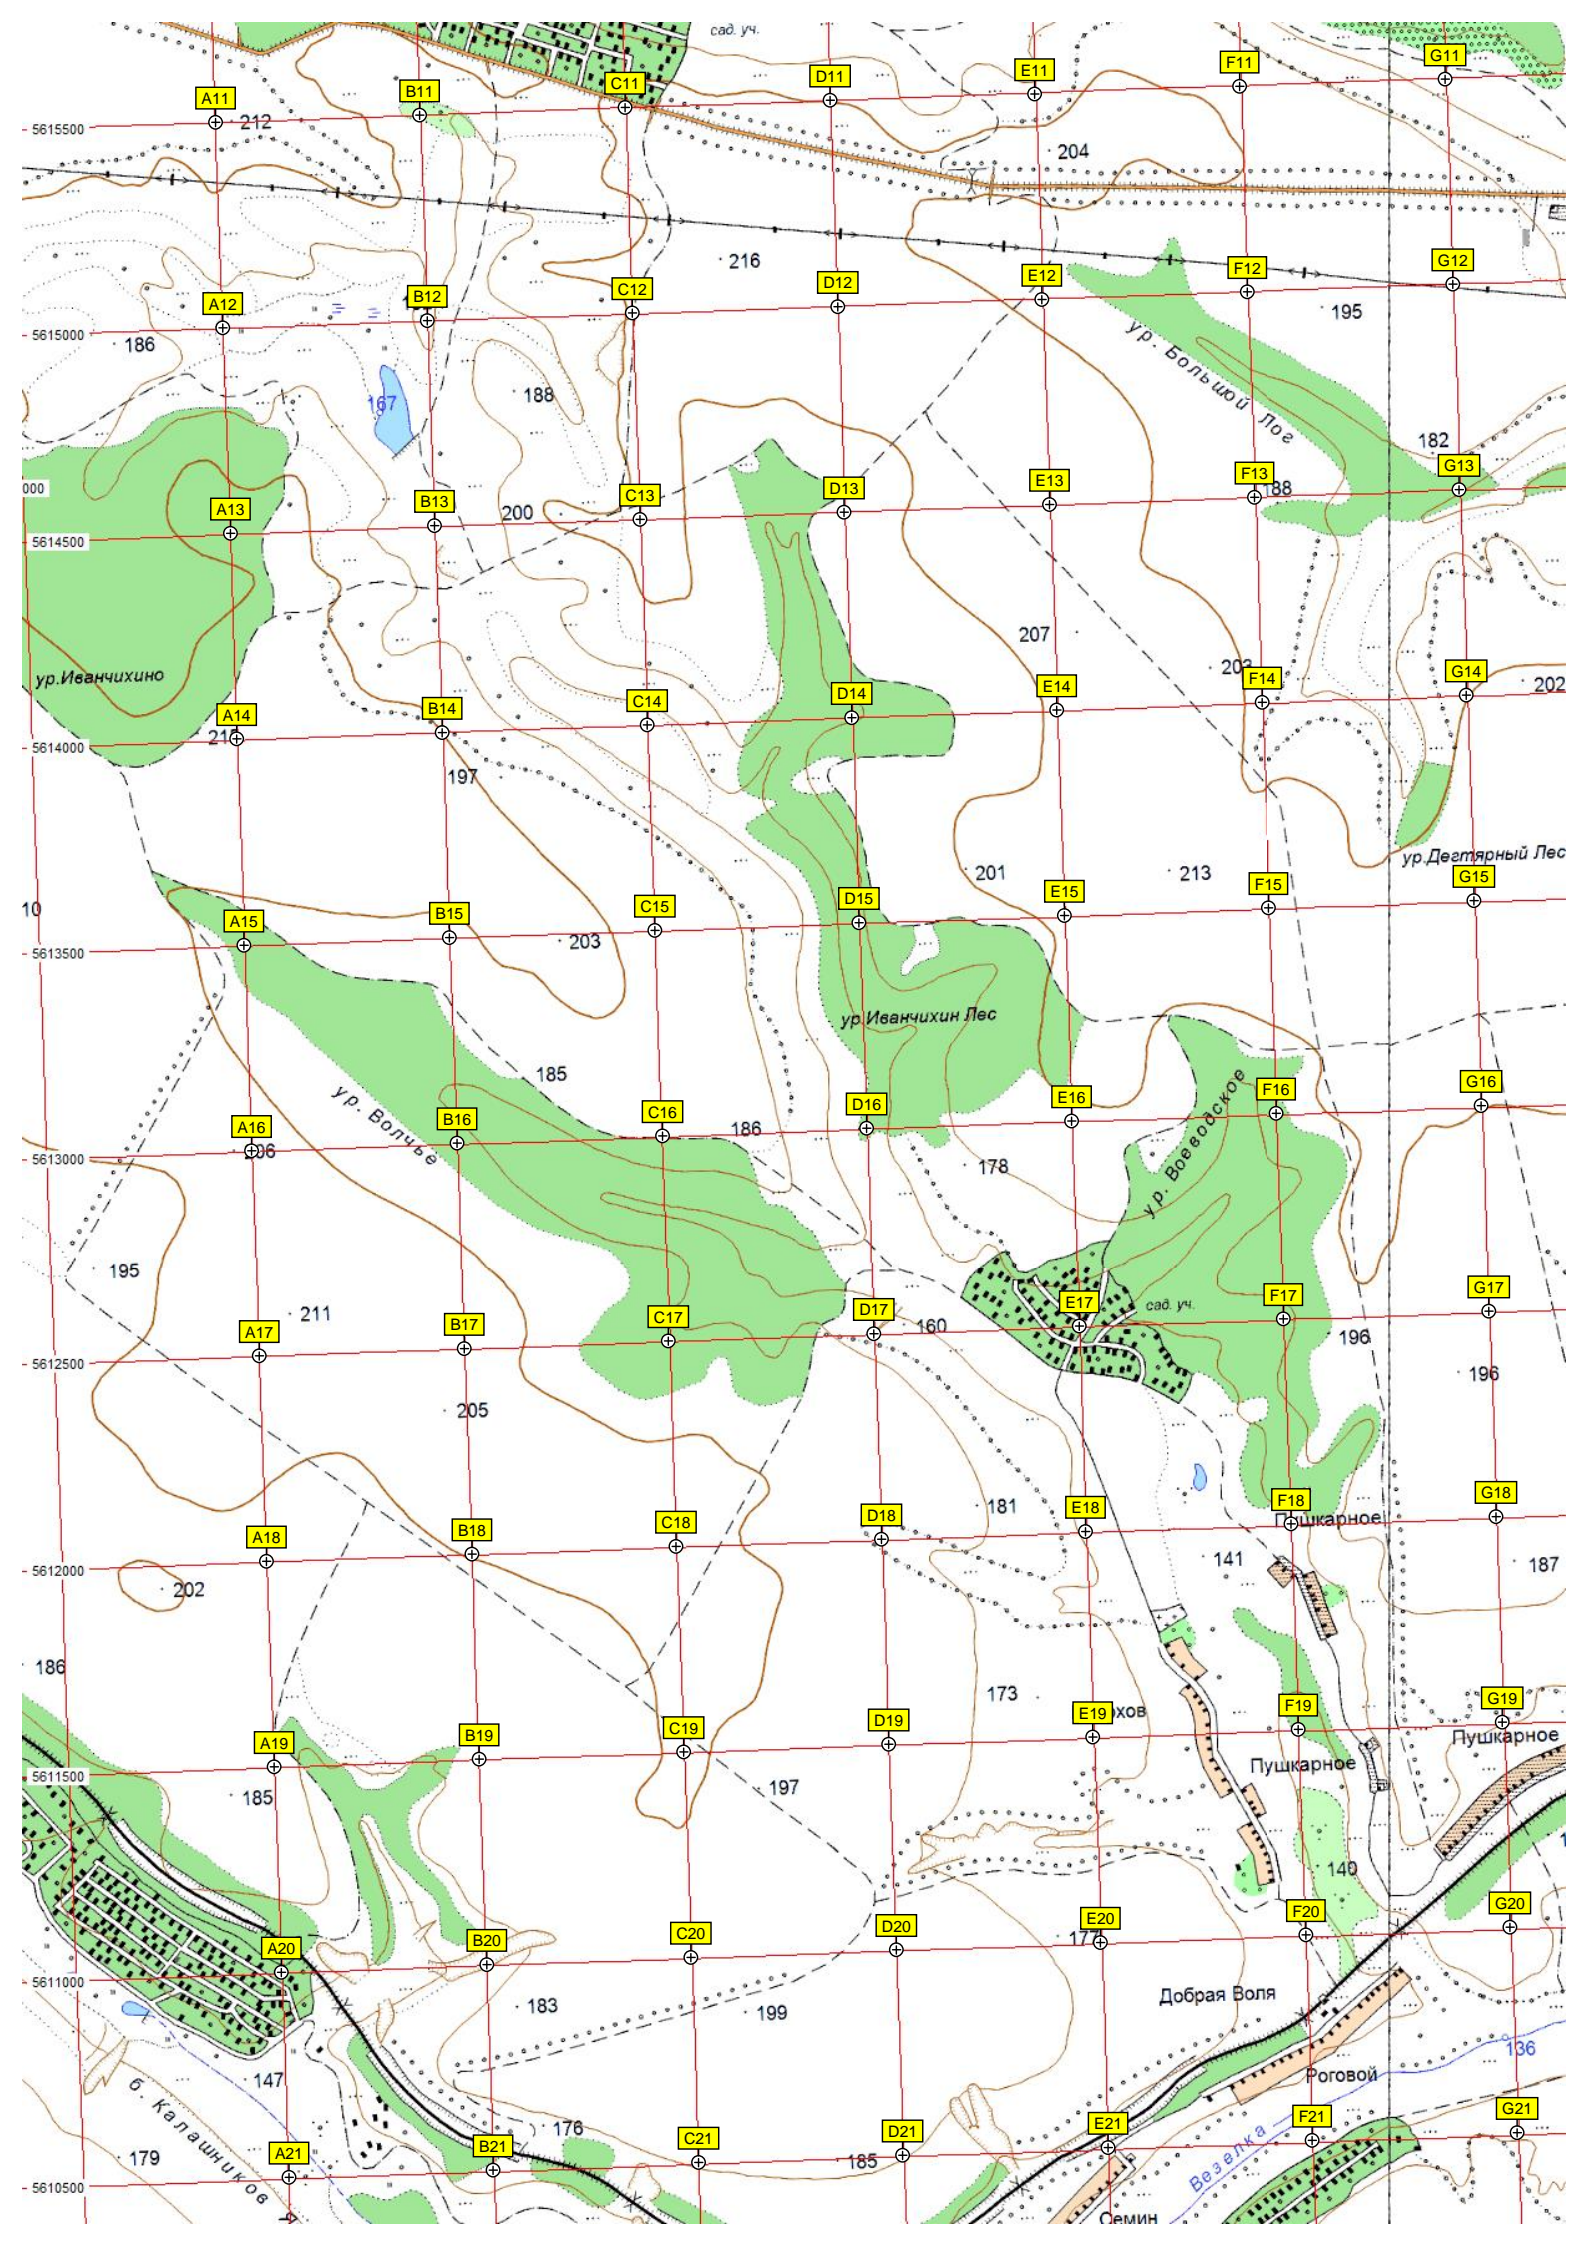 сад. уч.
A11
B11
C11
D11
E11
F11
G11
5615500
212
204
216
A12
B12
C12
D12
E12
F12
G12
5615000
186
195
ур. Большой Лог
167
188
182
000
A13
B13
C13
D13
E13
F13
G13
200
188
5614500
207
203
202
ур.Иванчихино
A14
B14
C14
D14
E14
F14
G14
5614000
197
ур.Дегтярный Лес
201
213
10
A15
B15
C15
D15
E15
F15
G15
203
5613500
ур.Иванчихин Лес
185
ур. Волчье
ур. Воеводское
A16
B16
C16
D16
E16
F16
G16
206
186
5613000
178
195
211
A17
B17
C17
D17
E17
F17
G17
сад. уч.
160
196
5612500
196
205
181
A18
B18
C18
D18
E18
F18
G18
Пушкарное
5612000
141
187
202
186
173
A19
B19
C19
D19
E19
F19
G19
охов
Пушкарное
Пушкарное
5611500
185
197
140
A20
B20
C20
D20
E20
F20
G20
177
5611000
183
199
Добрая Воля
136
147
Роговой
б. Калашников
176
Везелка
179
A21
B21
C21
D21
E21
F21
G21
185
5610500
Семин